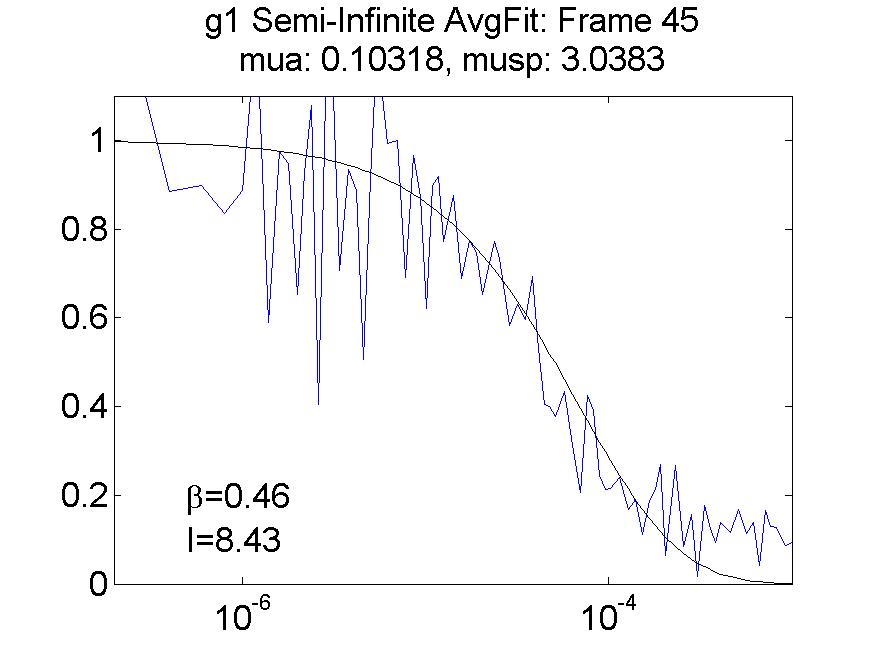 g1 Semi-Infinite AvgFit: Frame 45
mua: 0.10318, musp: 3.0383
1
0.8
0.6
0.4
0.2
0
β=0.46
I=8.43
10^-6
10^-4